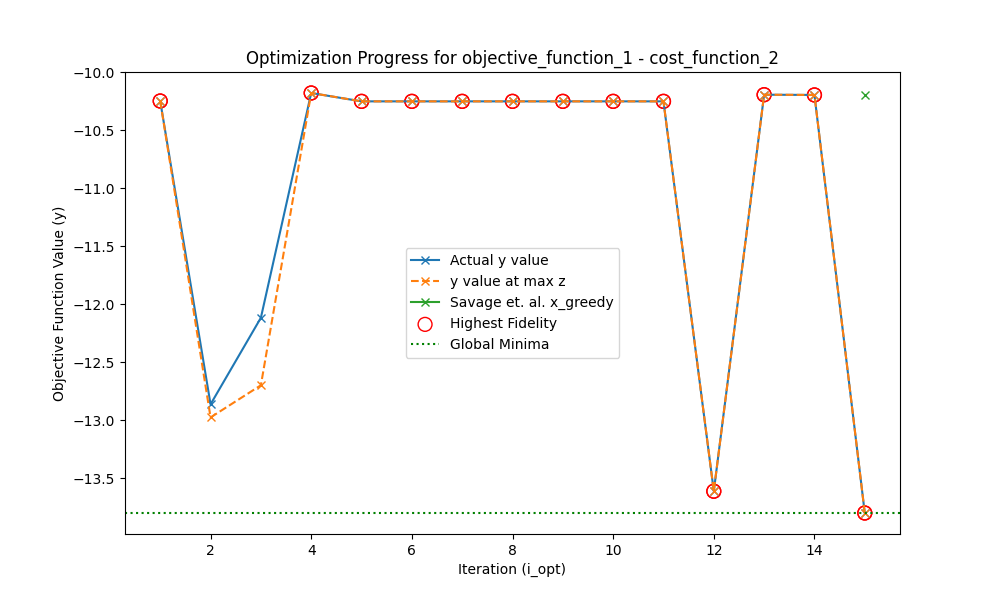 Optimization Progress for objective_function_1 - cost_function_2
Objective Function Value (y)
−10.0
−10.5
−11.0
−11.5
−12.0
−12.5
−13.0
−13.5
Actual y value
y value at max z
Savage et. al. x_greedy
Highest Fidelity
Global Minima
2 4 6 8 10 12 14
Iteration (i_opt)